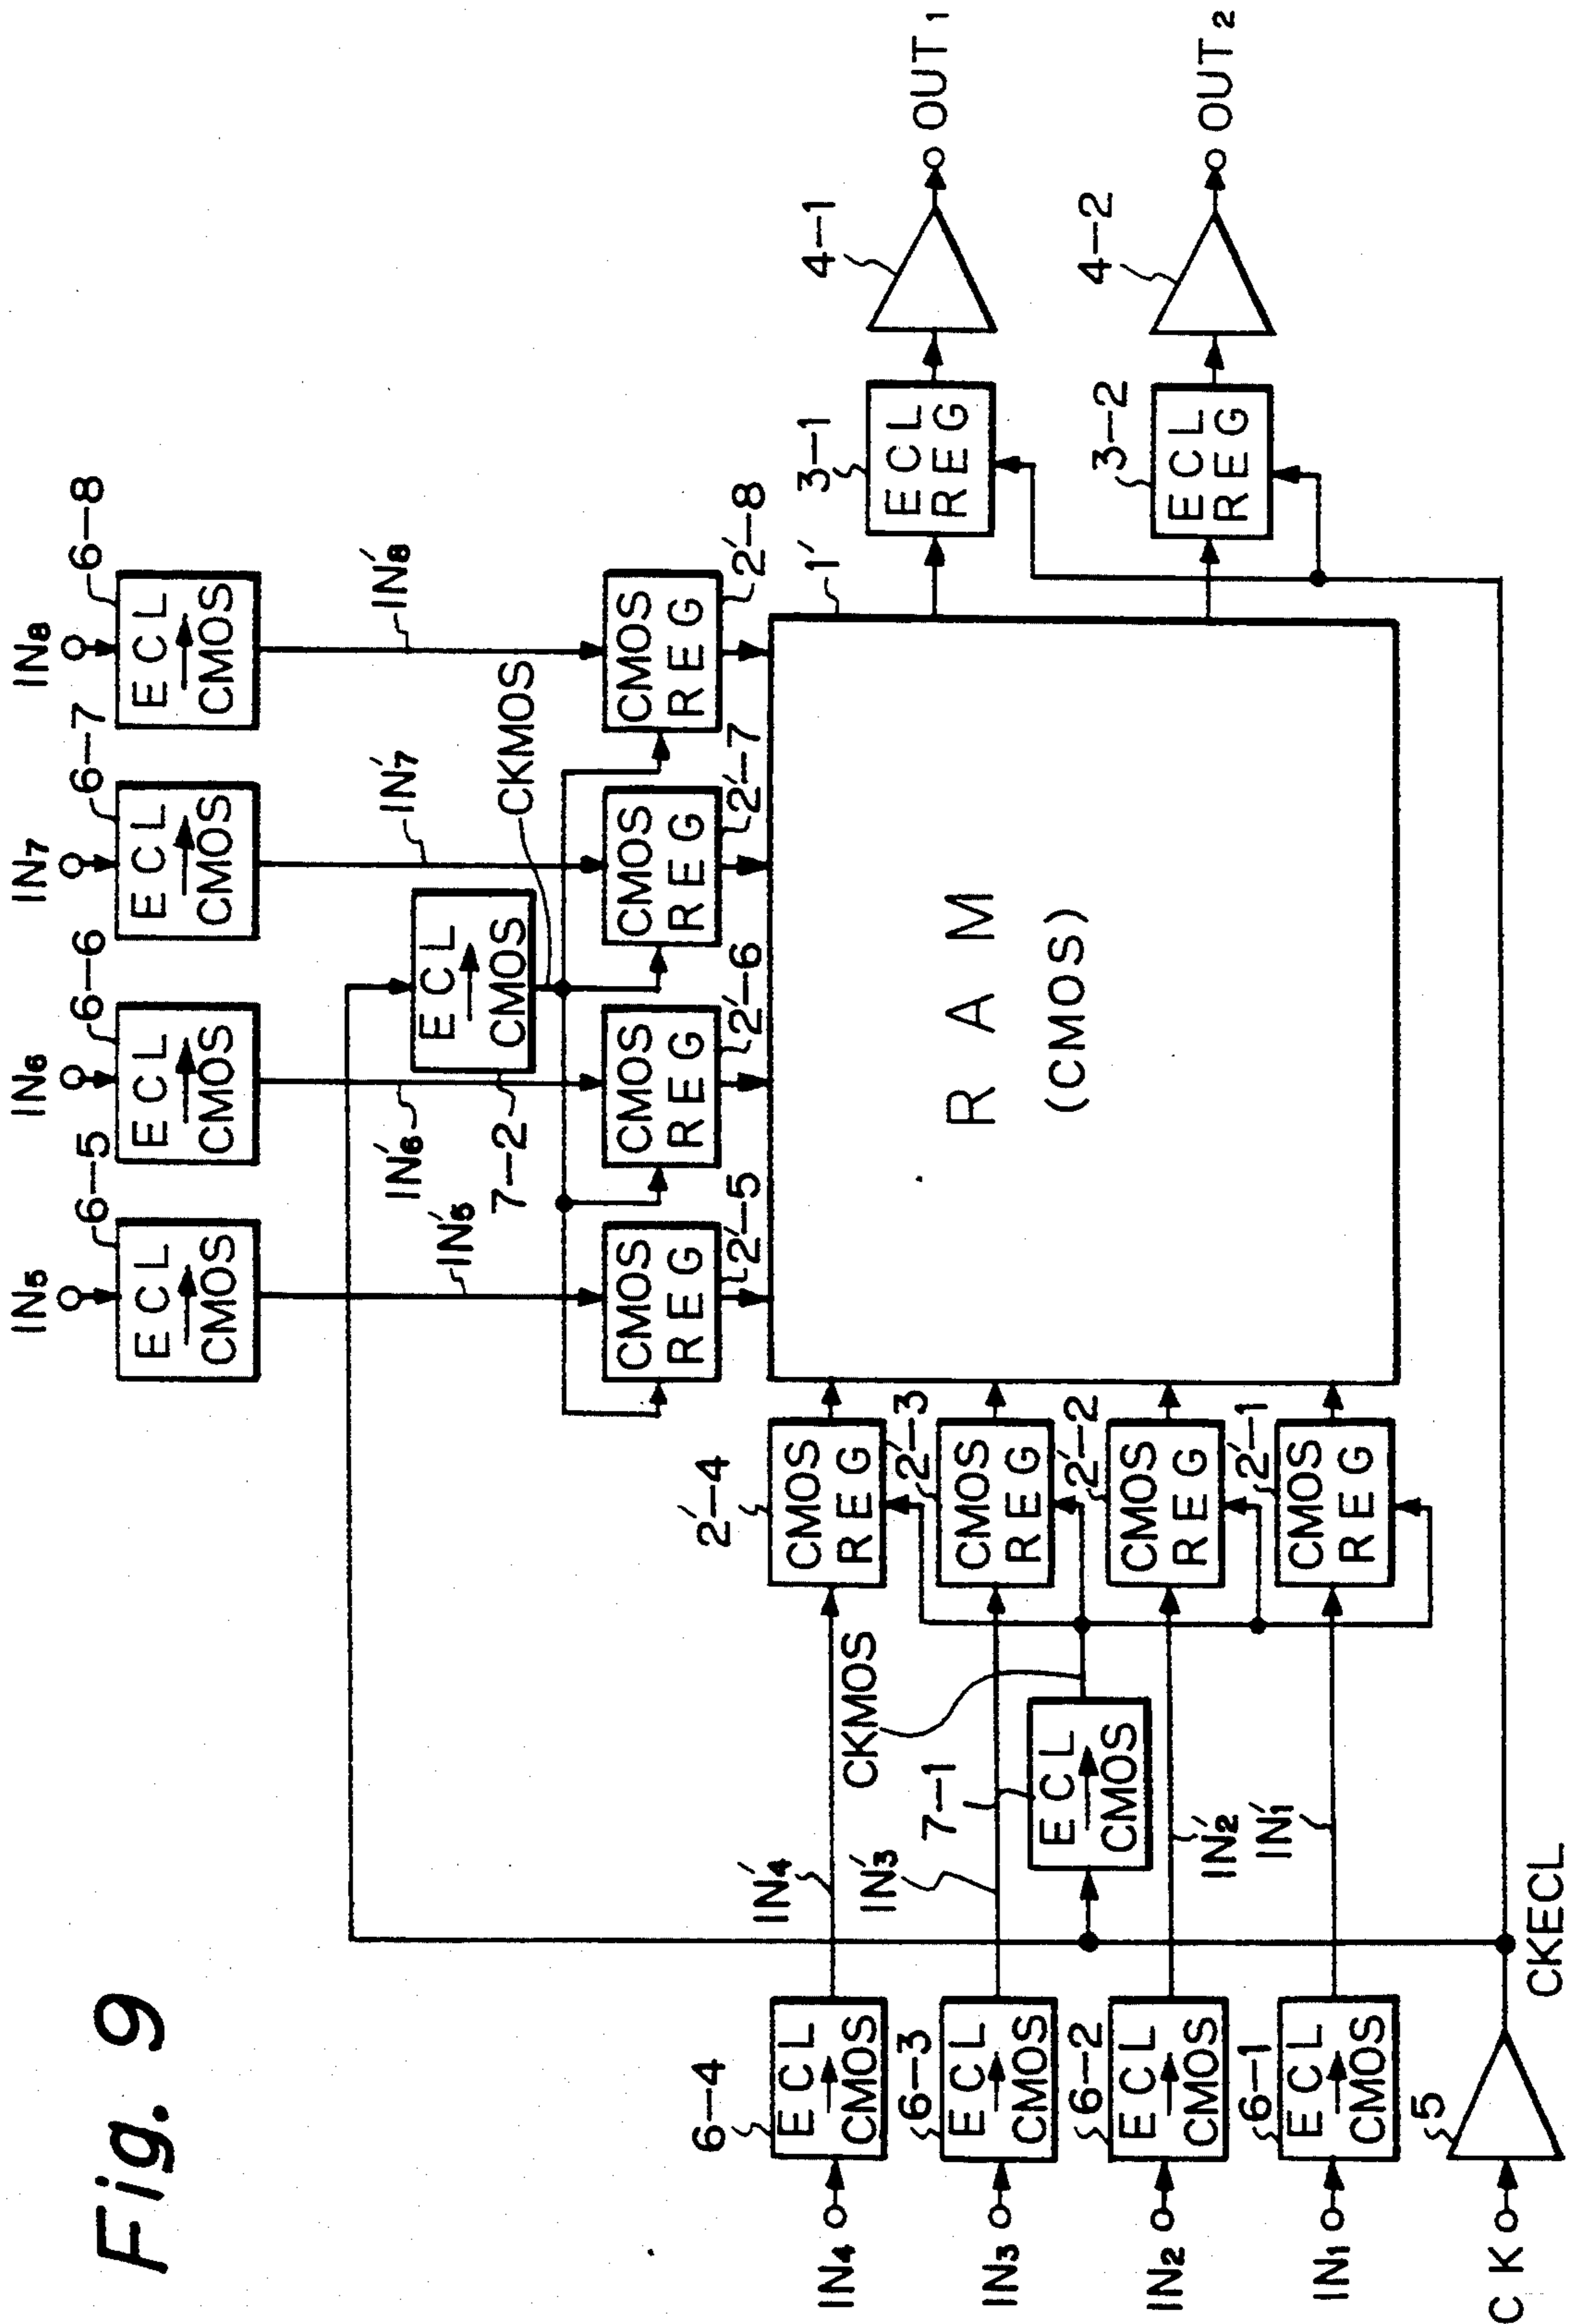 Fig. 9
IN5
IN6
IN7
IN8
6-5
6-6
6-7
6-8
ECL
CMOS
ECL
CMOS
ECL
CMOS
ECL
CMOS
IN'5
IN'6
IN'7
IN'8
7-2
ECL
CMOS
CKMOS
CMOS
REG
CMOS
REG
CMOS
REG
CMOS
REG
2'-5
2'-6
2'-7
2'-8
IN4
6-4
ECL
CMOS
IN'4
2'-4
CMOS
REG
IN3
6-3
ECL
CMOS
IN'3
2'-3
CMOS
REG
CKMOS
7-1
ECL
CMOS
IN2
6-2
ECL
CMOS
IN'2
2'-2
CMOS
REG
IN1
6-1
ECL
CMOS
IN'1
2'-1
CMOS
REG
1'
RAM
(CMOS)
3-1
ECL
REG
4-1
OUT1
3-2
ECL
REG
4-2
OUT2
CK
5
CKECL